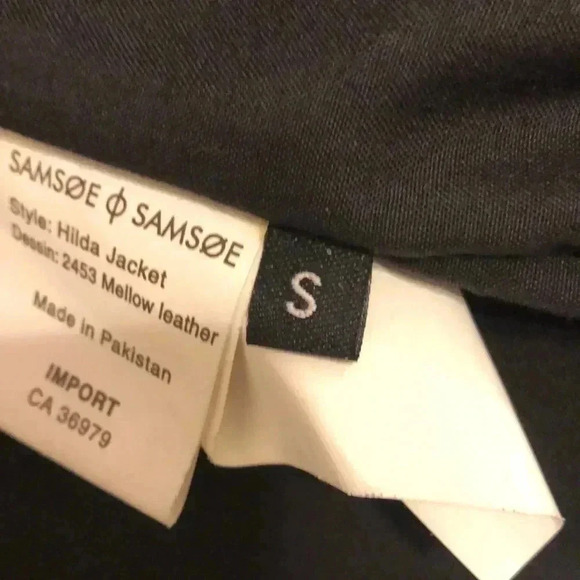 SAMSØE ϕ SAMSØE
Style: Hilda Jacket
Dessin: 2453 Mellow leather
Made in Pakistan
IMPORT
CA 36979
S